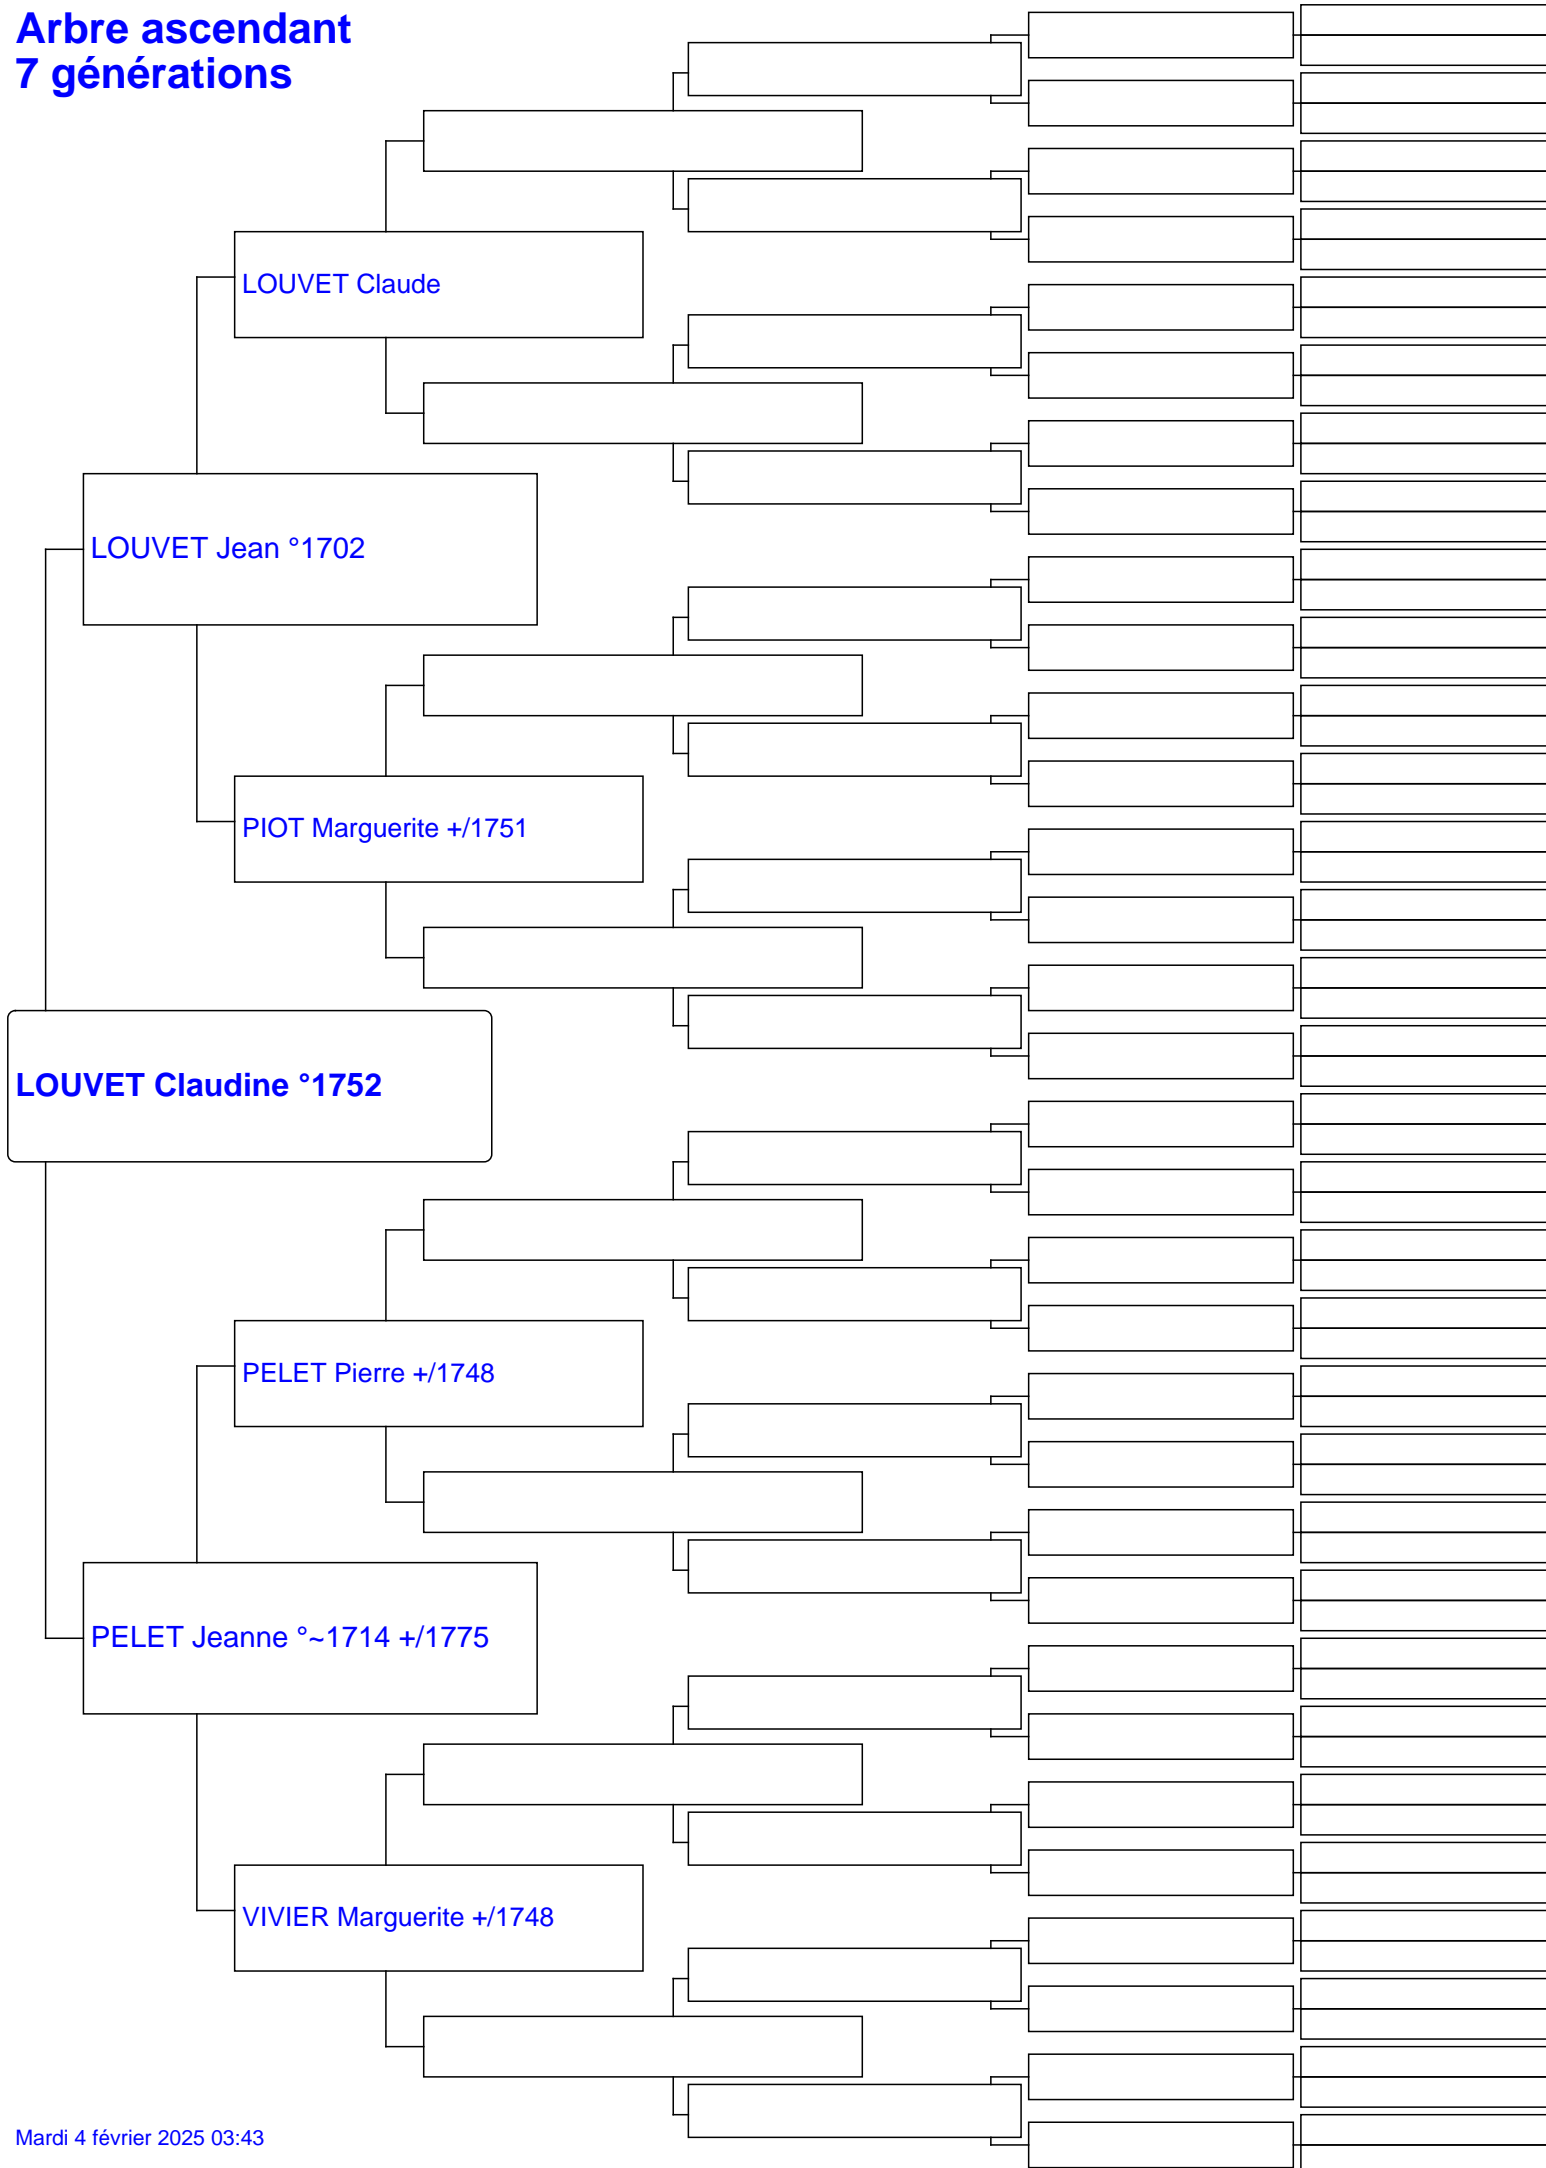 Arbre ascendant
7 générations
LOUVET Claude
LOUVET Jean °1702
PIOT Marguerite +/1751
LOUVET Claudine °1752
PELET Pierre +/1748
PELET Jeanne °~1714 +/1775
VIVIER Marguerite +/1748
Mardi 4 février 2025 03:43